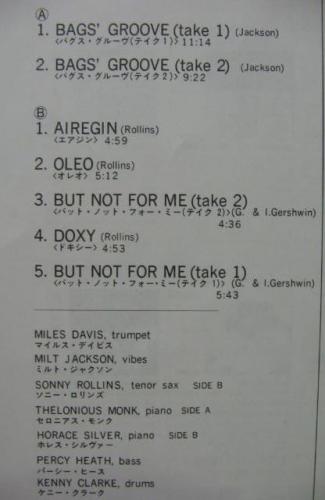 Ⓐ
1. BAGS' GROOVE (take 1) (Jackson)
〈バグス・グルーヴ(テイク1)〉 11:14
2. BAGS' GROOVE (take 2) (Jackson)
〈バグス・グルーヴ(テイク2)〉 9:22
Ⓑ
1. AIREGIN (Rollins)
〈エアジン〉 4:59
2. OLEO (Rollins)
〈オレオ〉 5:12
3. BUT NOT FOR ME (take 2)
〈バット・ノット・フォー・ミー(テイク2)〉 (G. & I.Gershwin)
4:36
4. DOXY (Rollins)
〈ドキシー〉 4:53
5. BUT NOT FOR ME (take 1)
〈バット・ノット・フォー・ミー(テイク1)〉 (G. & I.Gershwin)
5:43
MILES DAVIS, trumpet
マイルス・デイビス
MILT JACKSON, vibes
ミルト・ジャクソン
SONNY ROLLINS, tenor sax SIDE B
ソニー・ロリンズ
THELONIOUS MONK, piano SIDE A
セロニアス・モンク
HORACE SILVER, piano SIDE B
ホレス・シルヴァー
PERCY HEATH, bass
パーシー・ヒース
KENNY CLARKE, drums
ケニー・クラーク